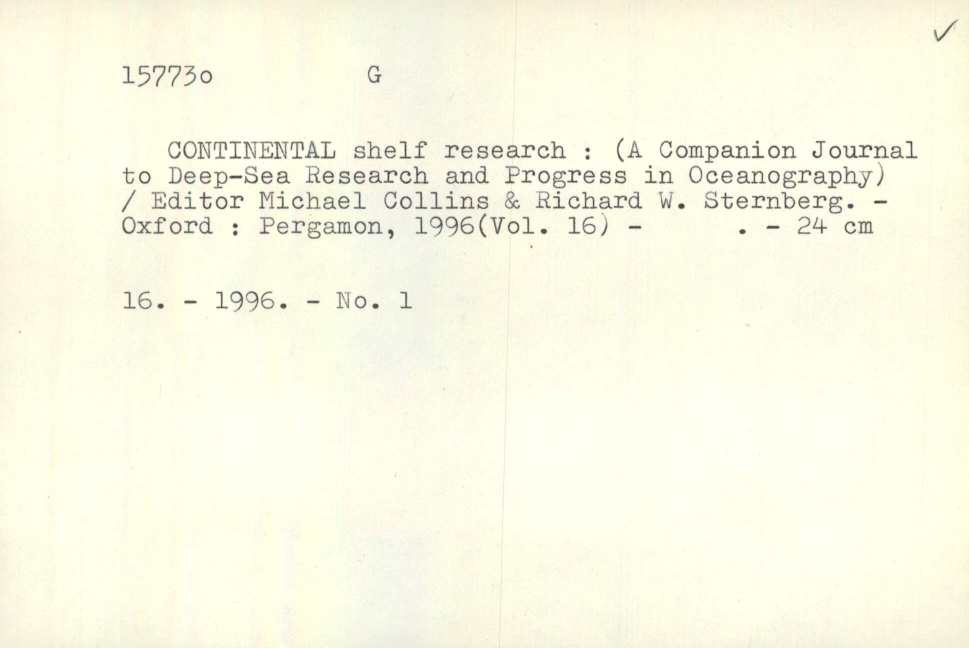 15773o G
CONTINENTAL shelf research : (A Companion Journal
to Deep-Sea Research and Progress in Oceanography)
/ Editor Michael Collins & Richard W. Sternberg. -
Oxford : Pergamon, 1996(Vol. 16) - . - 24 cm
16. - 1996. - No. 1